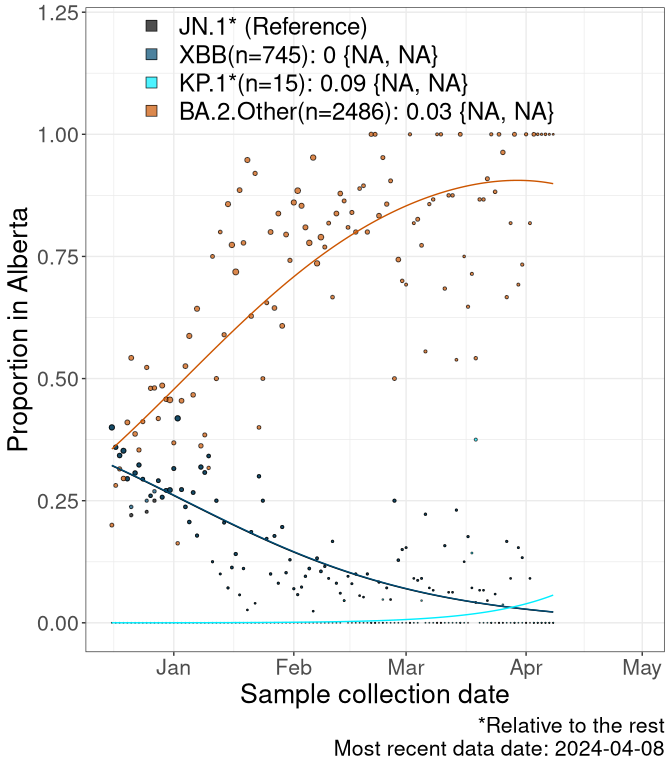 JN.1* (Reference)
XBB(n=745): 0 {NA, NA}
KP.1*(n=15): 0.09 {NA, NA}
BA.2.Other(n=2486): 0.03 {NA, NA}
1.25
1.00
0.75
0.50
0.25
0.00
Proportion in Alberta
Jan Feb Mar Apr May
Sample collection date
*Relative to the rest
Most recent data date: 2024-04-08